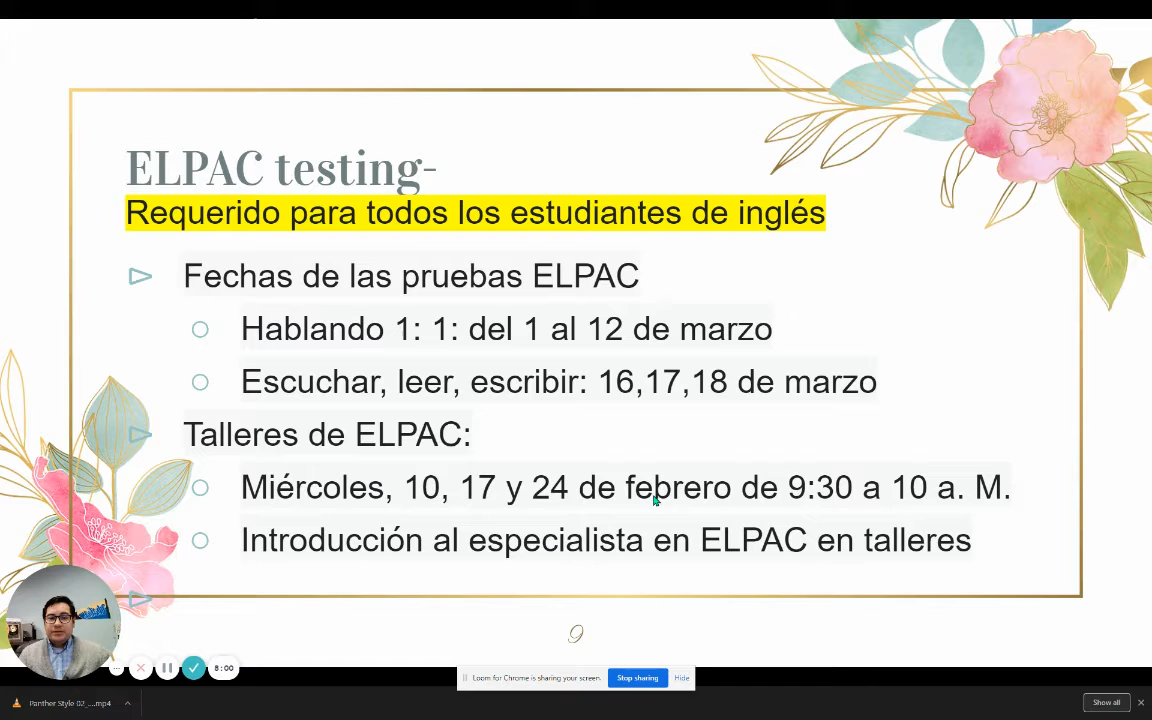 ELPAC testing-
Requerido para todos los estudiantes de inglés
Fechas de las pruebas ELPAC
Hablando 1: 1: del 1 al 12 de marzo
Escuchar, leer, escribir: 16,17,18 de marzo
Talleres de ELPAC:
Miércoles, 10, 17 y 24 de febrero de 9:30 a 10 a. M.
Introducción al especialista en ELPAC en talleres
9
8:00
Loom for Chrome is sharing your screen. Stop sharing Hide
Panther Style 02_....mp4
Show all